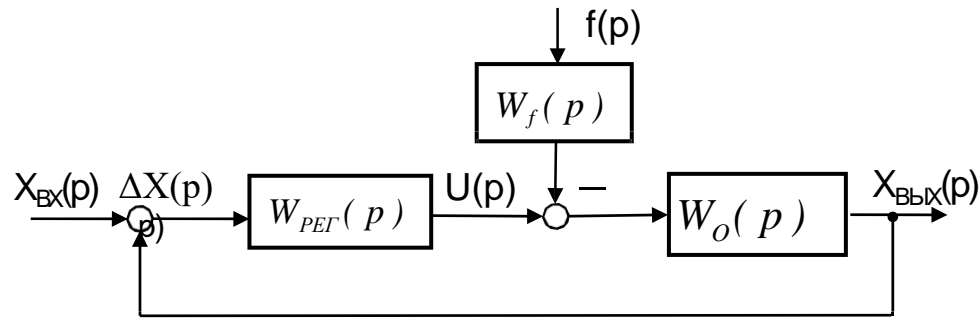 f(p)
W_f( p )
X_ВХ(p) ΔX(p) U(p) – X_ВЫХ(p)
p)
W_РЕГ( p )
W_O( p )